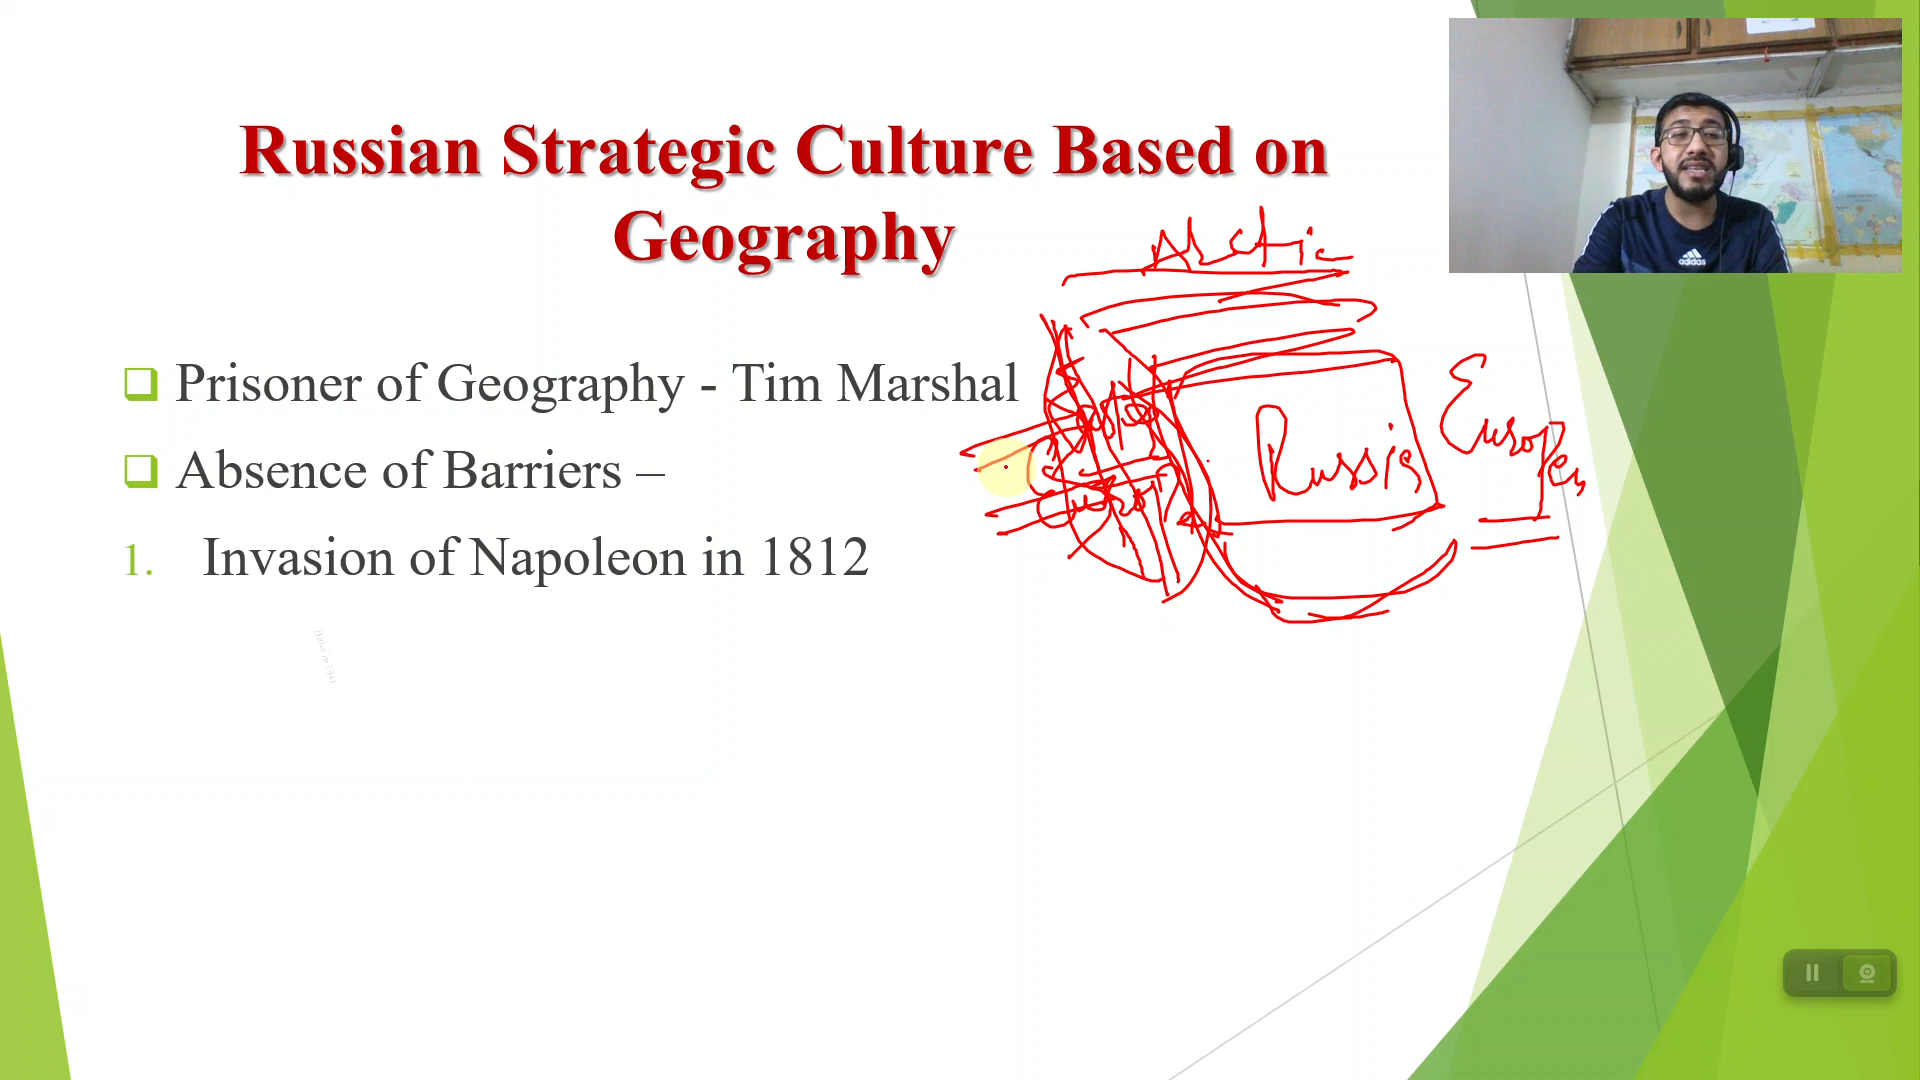 Russian Strategic Culture Based on
Geography
Arctic
Prisoner of Geography - Tim Marshal
Absence of Barriers –
1. Invasion of Napoleon in 1812
Russia
Europe
adidas